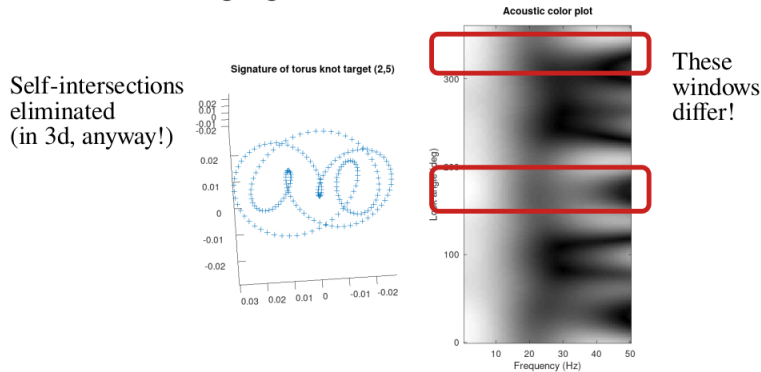 Acoustic color plot
Self-intersections
eliminated
(in 3d, anyway!)
Signature of torus knot target (2,5)
0.02
0.01
0
-0.01
-0.02
0.02
0.01
0
-0.01
-0.02
0.03 0.02 0.01 0 -0.01 -0.02
These
windows
differ!
300
100
0
10 20 30 40 50
Frequency (Hz)